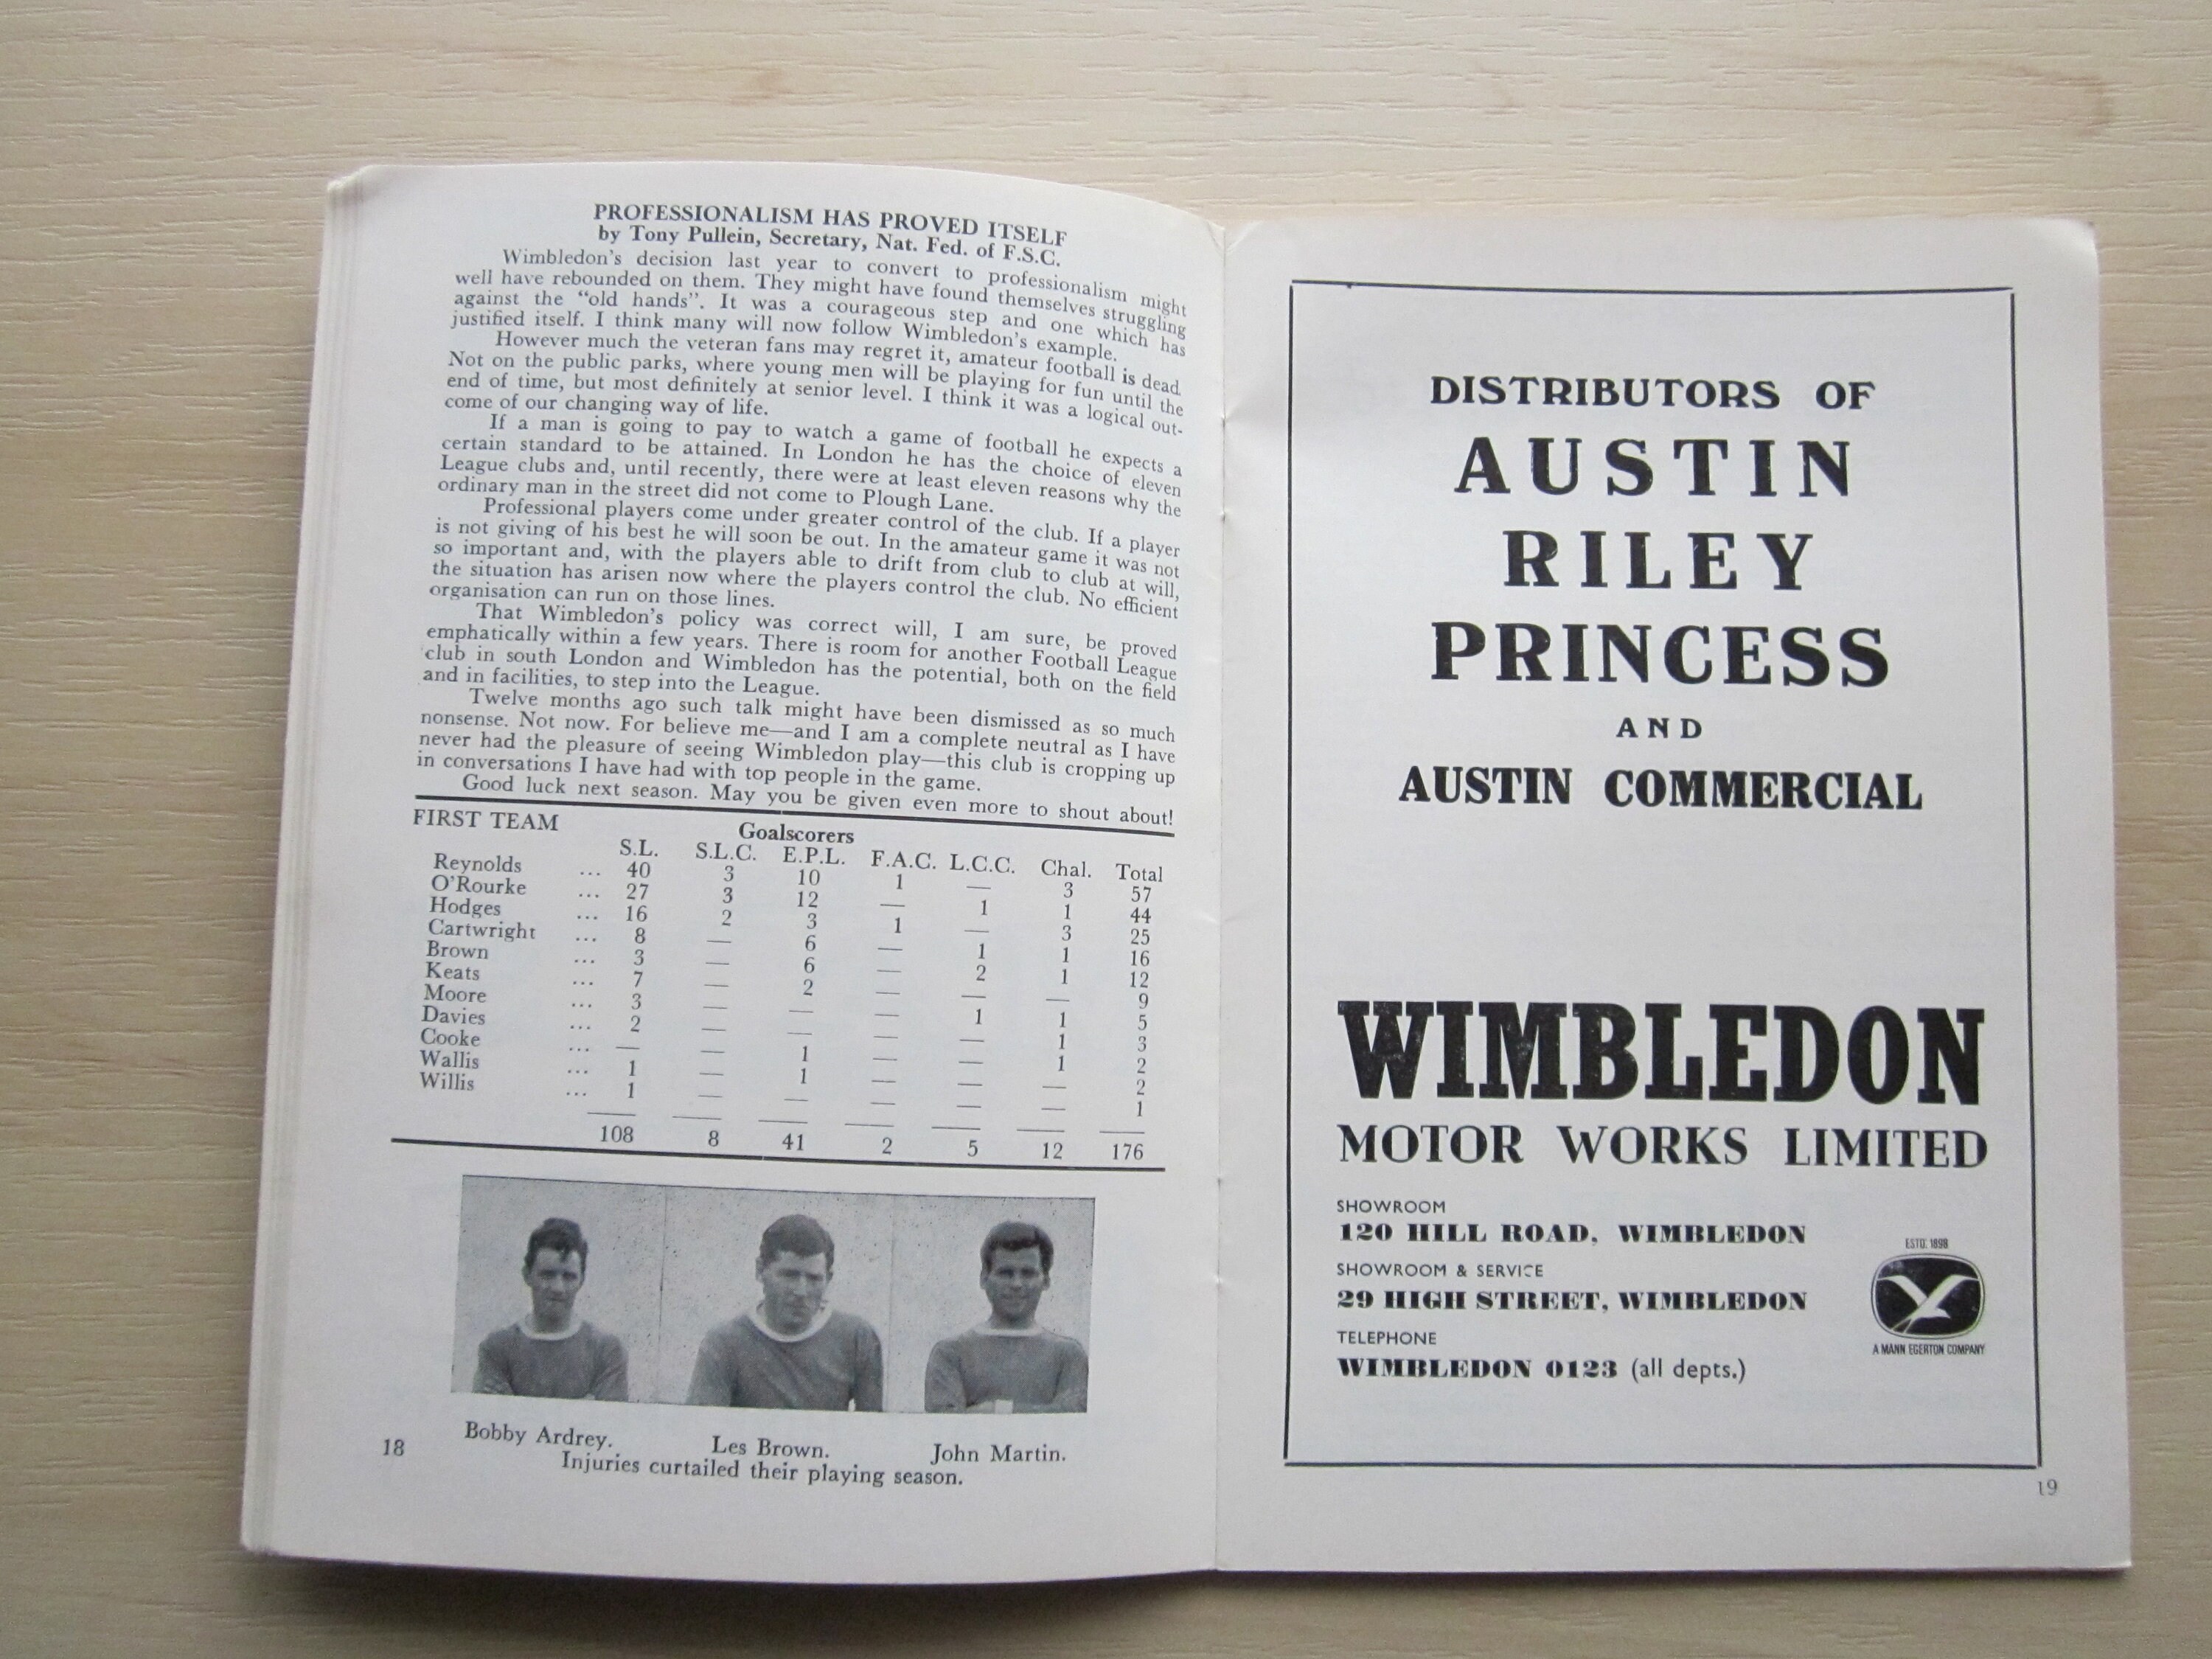 PROFESSIONALISM HAS PROVED ITSELF
by Tony Pullein, Secretary, Nat. Fed. of F.S.C.
Wimbledon's decision last year to convert to professionalism might
well have rebounded on them. They might have found themselves struggling
against the "old hands". It was a courageous step and one which has
justified itself. I think many will now follow Wimbledon's example.
However much the veteran fans may regret it, amateur football is dead.
Not on the public parks, where young men will be playing for fun until the
end of time, but most definitely at senior level. I think it was a logical out-
come of our changing way of life.
If a man is going to pay to watch a game of football he expects a
certain standard to be attained. In London he has the choice of eleven
League clubs and, until recently, there were at least eleven reasons why the
ordinary man in the street did not come to Plough Lane.
Professional players come under greater control of the club. If a player
is not giving of his best he will soon be out. In the amateur game it was not
so important and, with the players able to drift from club to club at will,
the situation has arisen now where the players control the club. No efficient
organisation can run on those lines.
That Wimbledon's policy was correct will, I am sure, be proved
emphatically within a few years. There is room for another Football League
club in south London and Wimbledon has the potential, both on the field
and in facilities, to step into the League.
Twelve months ago such talk might have been dismissed as so much
nonsense. Not now. For believe me—and I am a complete neutral as I have
never had the pleasure of seeing Wimbledon play—this club is cropping up
in conversations I have had with top people in the game.
Good luck next season. May you be given even more to shout about!
FIRST TEAM Goalscorers
S.L. S.L.C. E.P.L. F.A.C. L.C.C. Chal. Total
Reynolds ... 40 3 10 1 — 3 57
O'Rourke ... 27 3 12 — 1 1 44
Hodges ... 16 2 3 1 — 3 25
Cartwright ... 8 — 6 — 1 1 16
Brown ... 3 — 6 — 2 1 12
Keats ... 7 — 2 — — — 9
Moore ... 3 — — — 1 1 5
Davies ... 2 — — — — 1 3
Cooke ... — — 1 — — 1 2
Wallis ... 1 — 1 — — — 2
Willis ... 1 — — — — — 1
108 8 41 2 5 12 176
Bobby Ardrey. Les Brown. John Martin.
Injuries curtailed their playing season.
18
DISTRIBUTORS OF
AUSTIN
RILEY
PRINCESS
AND
AUSTIN COMMERCIAL
WIMBLEDON
MOTOR WORKS LIMITED
SHOWROOM
120 HILL ROAD, WIMBLEDON
SHOWROOM & SERVICE
29 HIGH STREET, WIMBLEDON
TELEPHONE
WIMBLEDON 0123 (all depts.)
ESTD. 1898
A MANN EGERTON COMPANY
19